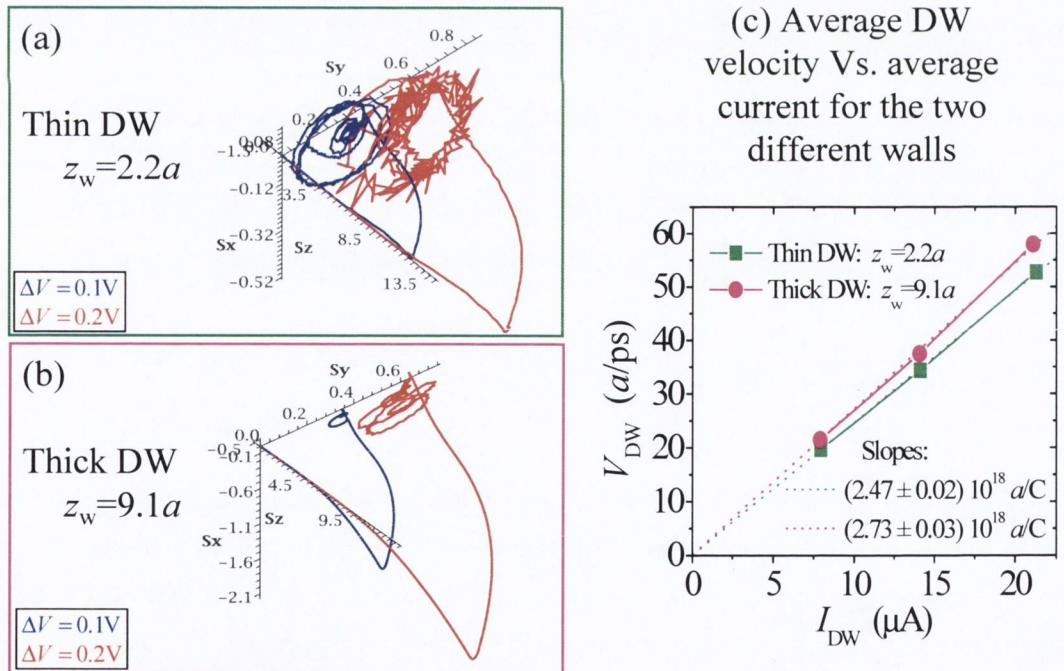 (a)
Thin DW
z_w=2.2a
ΔV = 0.1V
ΔV = 0.2V
Sy
0.8
0.6
0.4
0.2
-0.12
-0.32
-0.52
Sx
Sz
3.5
8.5
13.5
(b)
Thick DW
z_w=9.1a
ΔV = 0.1V
ΔV = 0.2V
Sy
0.6
0.4
0.2
0.0
-0.5
-0.1
-0.6
-1.1
-1.6
-2.1
Sx
Sz
4.5
9.5
(c) Average DW
velocity Vs. average
current for the two
different walls
V_DW (a/ps)
60
50
40
30
20
10
0
Thin DW: z_w=2.2a
Thick DW: z_w=9.1a
Slopes:
(2.47 ± 0.02) 10^18 a/C
(2.73 ± 0.03) 10^18 a/C
0 5 10 15 20
I_DW (μA)